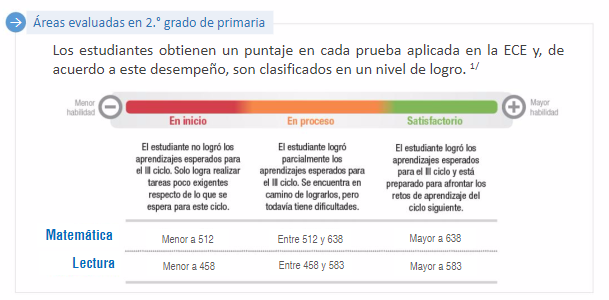 Áreas evaluadas en 2.° grado de primaria
Los estudiantes obtienen un puntaje en cada prueba aplicada en la ECE y, de
acuerdo a este desempeño, son clasificados en un nivel de logro. 1/
Menor
habilidad
Mayor
habilidad
En inicio
En proceso
Satisfactorio
El estudiante no logró los
aprendizajes esperados para
el III ciclo. Solo logra realizar
tareas poco exigentes
respecto de lo que se
espera para este ciclo.
El estudiante logró
parcialmente los
aprendizajes esperados para
el III ciclo. Se encuentra en
camino de lograrlos, pero
todavía tiene dificultades.
El estudiante logró los
aprendizajes esperados
para el III ciclo y está
preparado para afrontar los
retos de aprendizaje del
ciclo siguiente.
Matemática Menor a 512 Entre 512 y 638 Mayor a 638
Lectura Menor a 458 Entre 458 y 583 Mayor a 583